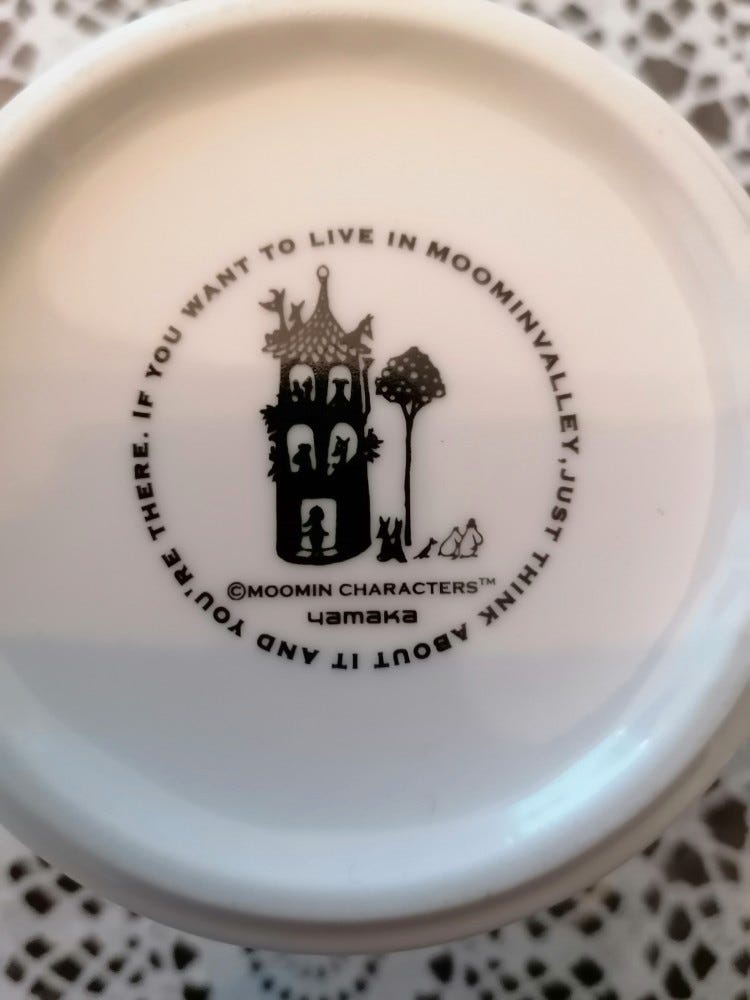 IF YOU WANT TO LIVE IN MOOMINVALLEY, JUST THINK ABOUT IT AND YOU'RE THERE.
©MOOMIN CHARACTERS™
yamaka